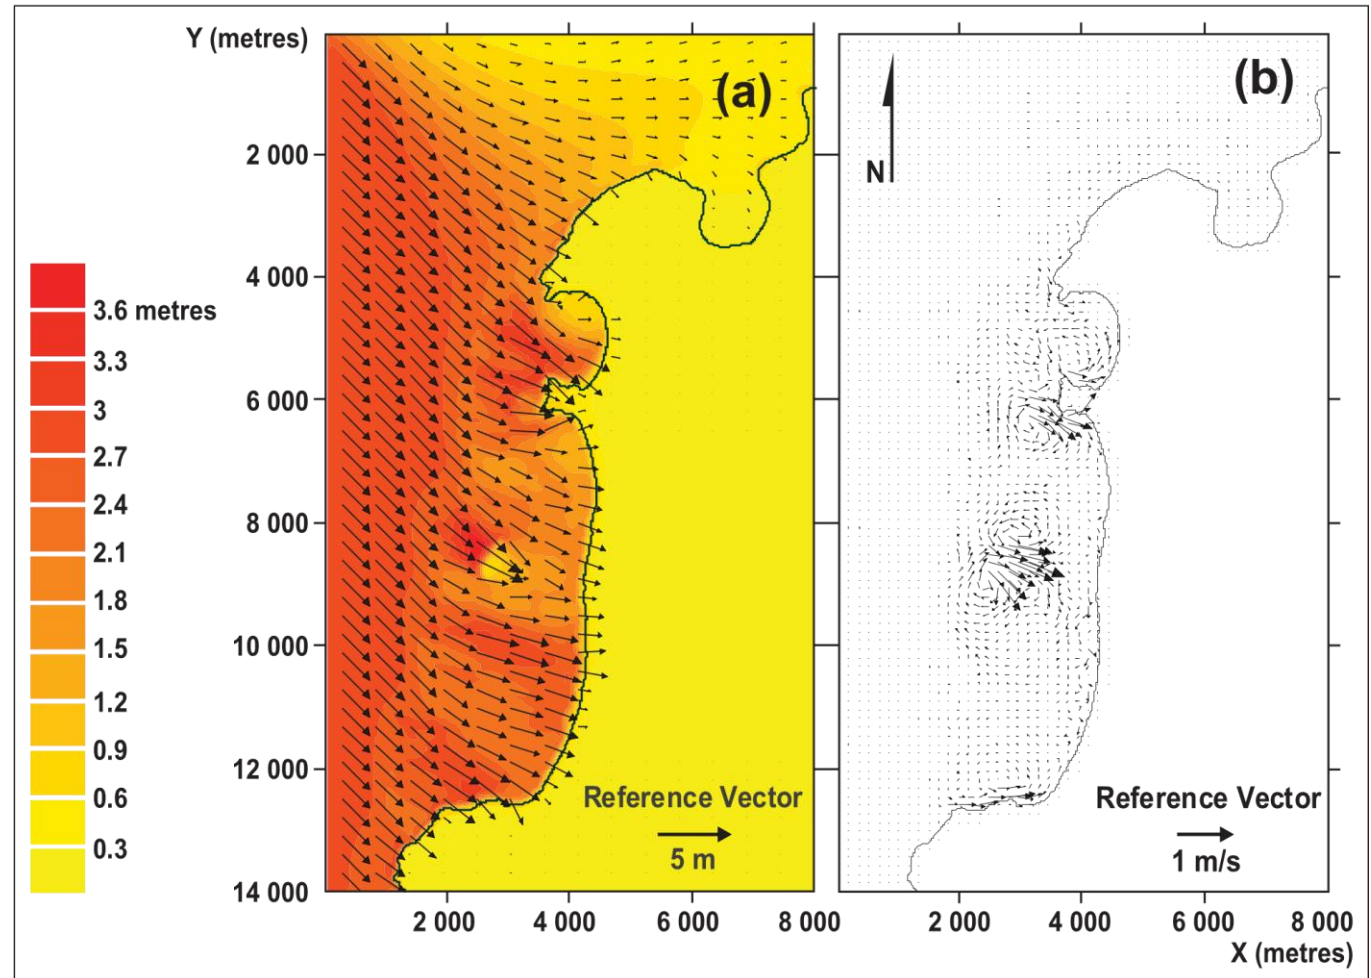 Y (metres)
(a)
(b)
N
2 000
4 000
6 000
8 000
10 000
12 000
14 000
3.6 metres
3.3
3
2.7
2.4
2.1
1.8
1.5
1.2
0.9
0.6
0.3
Reference Vector
5 m
Reference Vector
1 m/s
2 000
4 000
6 000
8 000
2 000
4 000
6 000
8 000
X (metres)